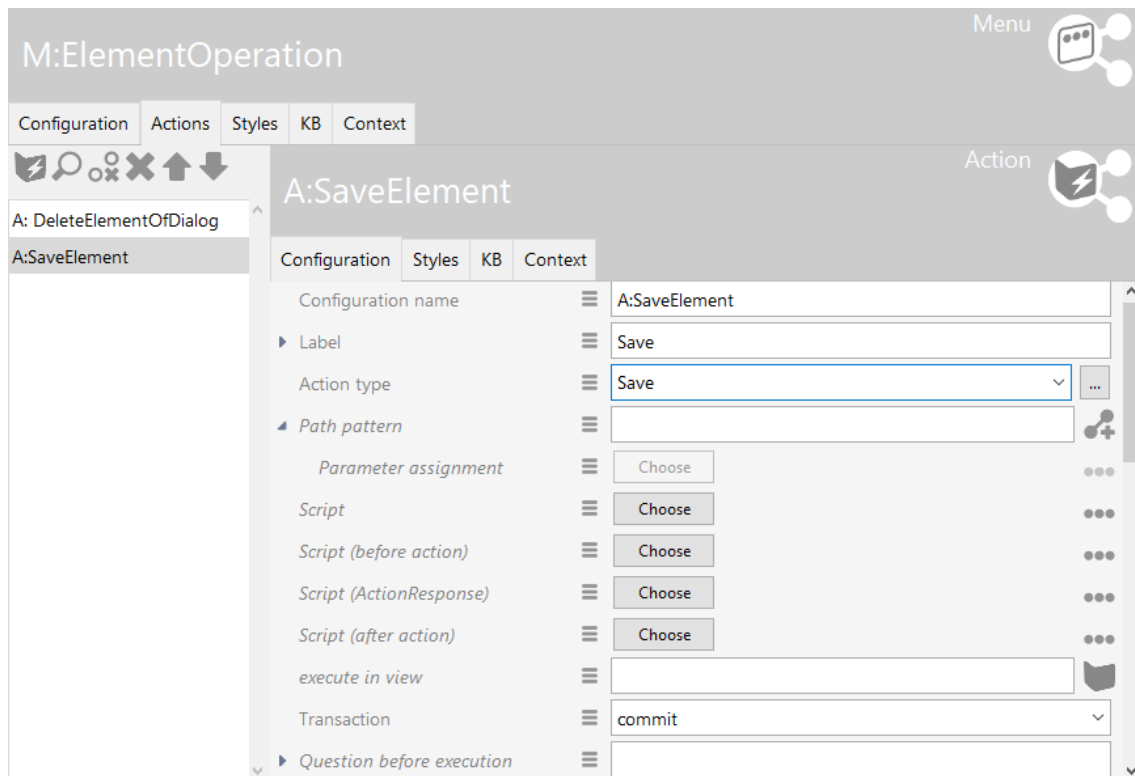 Menu
M:ElementOperation
Configuration Actions Styles KB Context
Action
A:SaveElement
A: DeleteElementOfDialog
A:SaveElement
Configuration Styles KB Context
Configuration name A:SaveElement
Label Save
Action type Save ...
Path pattern
Parameter assignment Choose
Script Choose
Script (before action) Choose
Script (ActionResponse) Choose
Script (after action) Choose
execute in view
Transaction commit
Question before execution